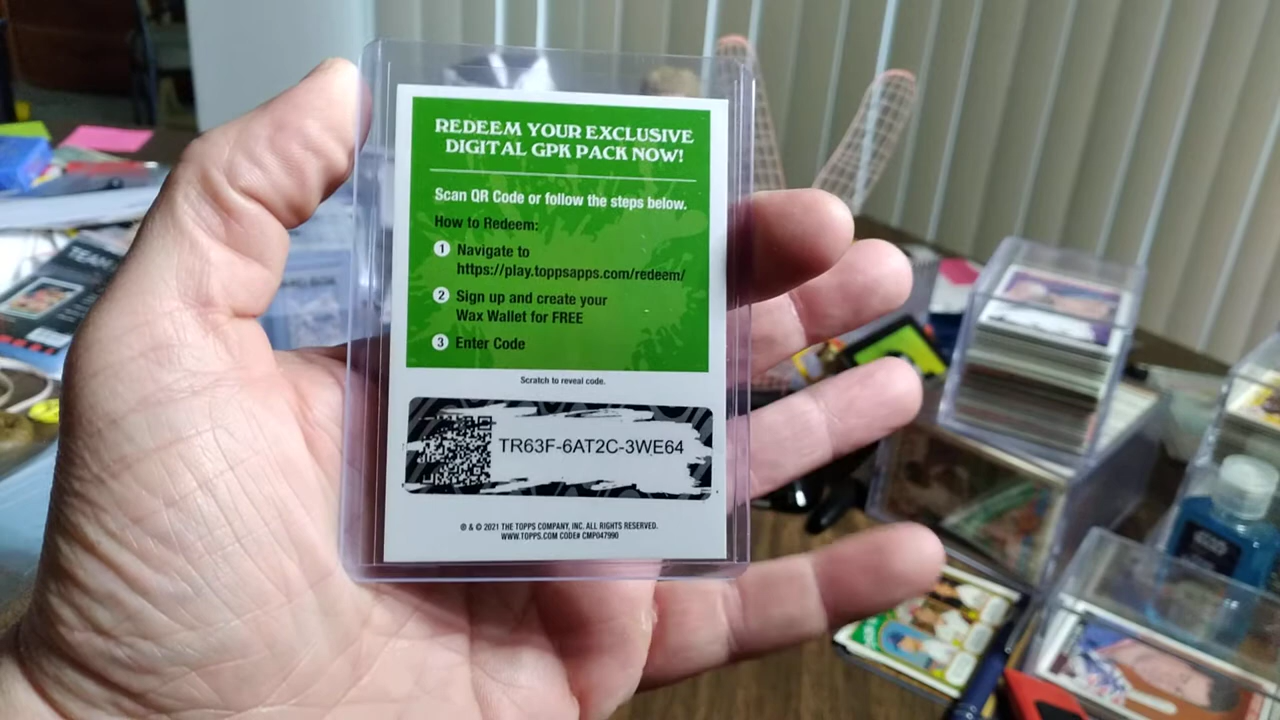 REDEEM YOUR EXCLUSIVE
DIGITAL GPK PACK NOW!
Scan QR Code or follow the steps below.
How to Redeem:
1 Navigate to
https://play.toppsapps.com/redeem/
2 Sign up and create your
Wax Wallet for FREE
3 Enter Code
Scratch to reveal code.
TR63F-6AT2C-3WE64
® & © 2021 THE TOPPS COMPANY, INC. ALL RIGHTS RESERVED.
WWW.TOPPS.COM CODE# CMP047990
TEAM